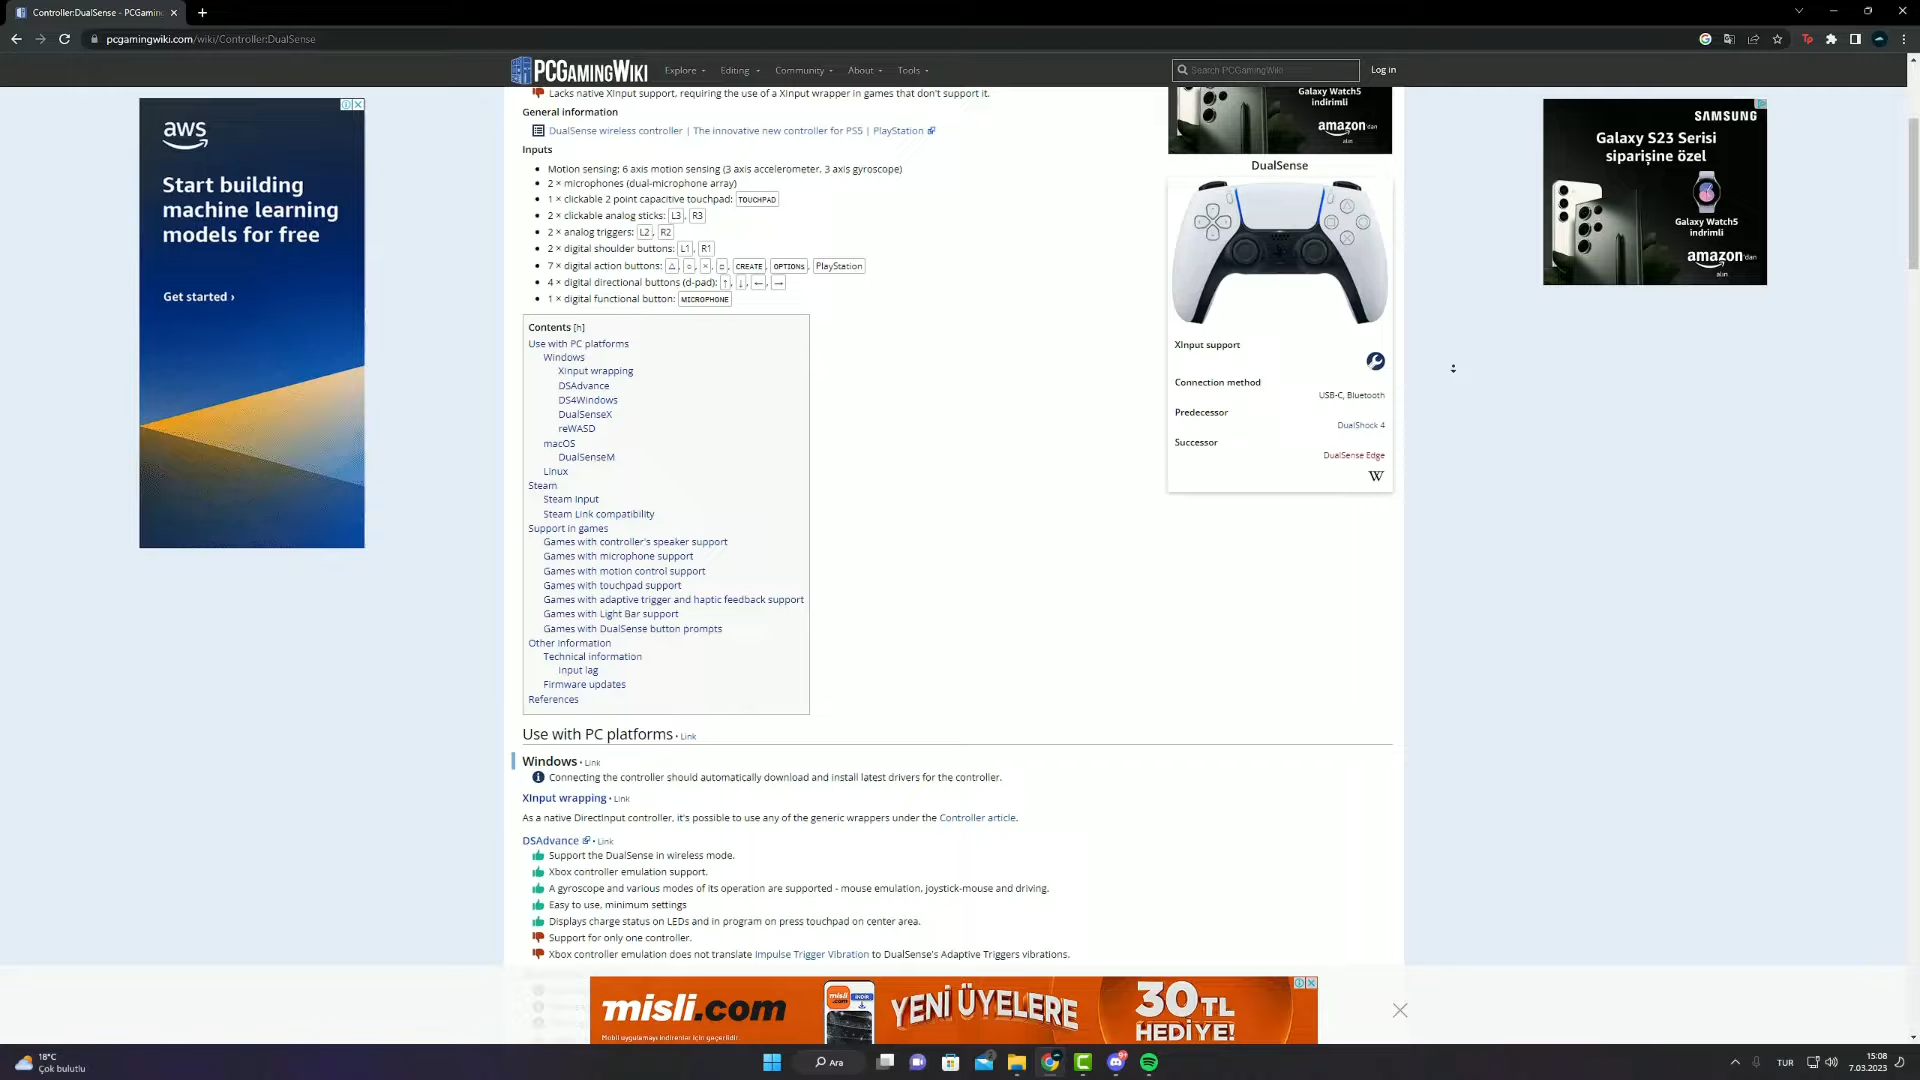 Controller:DualSense - PCGamin
pcgamingwiki.com/wiki/Controller:DualSense
PCGAMINGWIKI
Explore
Editing
Community
About
Tools
Search PCGamingWiki
Log in
aws
Start building
machine learning
models for free
Get started ›
Lacks native XInput support, requiring the use of a XInput wrapper in games that don't support it.
General information
DualSense wireless controller | The innovative new controller for PS5 | PlayStation
Inputs
Motion sensing: 6 axis motion sensing (3 axis accelerometer, 3 axis gyroscope)
2 × microphones (dual-microphone array)
1 × clickable 2 point capacitive touchpad: TOUCHPAD
2 × clickable analog sticks: L3, R3
2 × analog triggers: L2, R2
2 × digital shoulder buttons: L1, R1
7 × digital action buttons: △, ○, ×, □, CREATE, OPTIONS, PlayStation
4 × digital directional buttons (d-pad): ↑, ↓, ←, →
1 × digital functional button: MICROPHONE
Contents [h]
Use with PC platforms
Windows
XInput wrapping
DSAdvance
DS4Windows
DualSenseX
reWASD
macOS
DualSenseM
Linux
Steam
Steam Input
Steam Link compatibility
Support in games
Games with controller's speaker support
Games with microphone support
Games with motion control support
Games with touchpad support
Games with adaptive trigger and haptic feedback support
Games with Light Bar support
Games with DualSense button prompts
Other information
Technical information
Input lag
Firmware updates
References
Use with PC platforms • Link
Windows • Link
Connecting the controller should automatically download and install latest drivers for the controller.
XInput wrapping • Link
As a native DirectInput controller, it's possible to use any of the generic wrappers under the Controller article.
DSAdvance • Link
Support the DualSense in wireless mode.
Xbox controller emulation support.
A gyroscope and various modes of its operation are supported - mouse emulation, joystick-mouse and driving.
Easy to use, minimum settings
Displays charge status on LEDs and in program on press touchpad on center area.
Support for only one controller.
Xbox controller emulation does not translate Impulse Trigger Vibration to DualSense's Adaptive Triggers vibrations.
Galaxy Watch5
indirimli
amazon'dan
alın
DualSense
XInput support
Connection method
USB-C, Bluetooth
Predecessor
DualShock 4
Successor
DualSense Edge
W
SAMSUNG
Galaxy S23 Serisi
siparişine özel
Galaxy Watch5
indirimli
amazon'dan
alın
misli.com
Mobil uygulamayı indirenler için geçerlidir.
misli
İNDİR
YENİ ÜYELERE
30TL
HEDİYE!
18°C
Çok bulutlu
Ara
TUR
15:08
7.03.2023